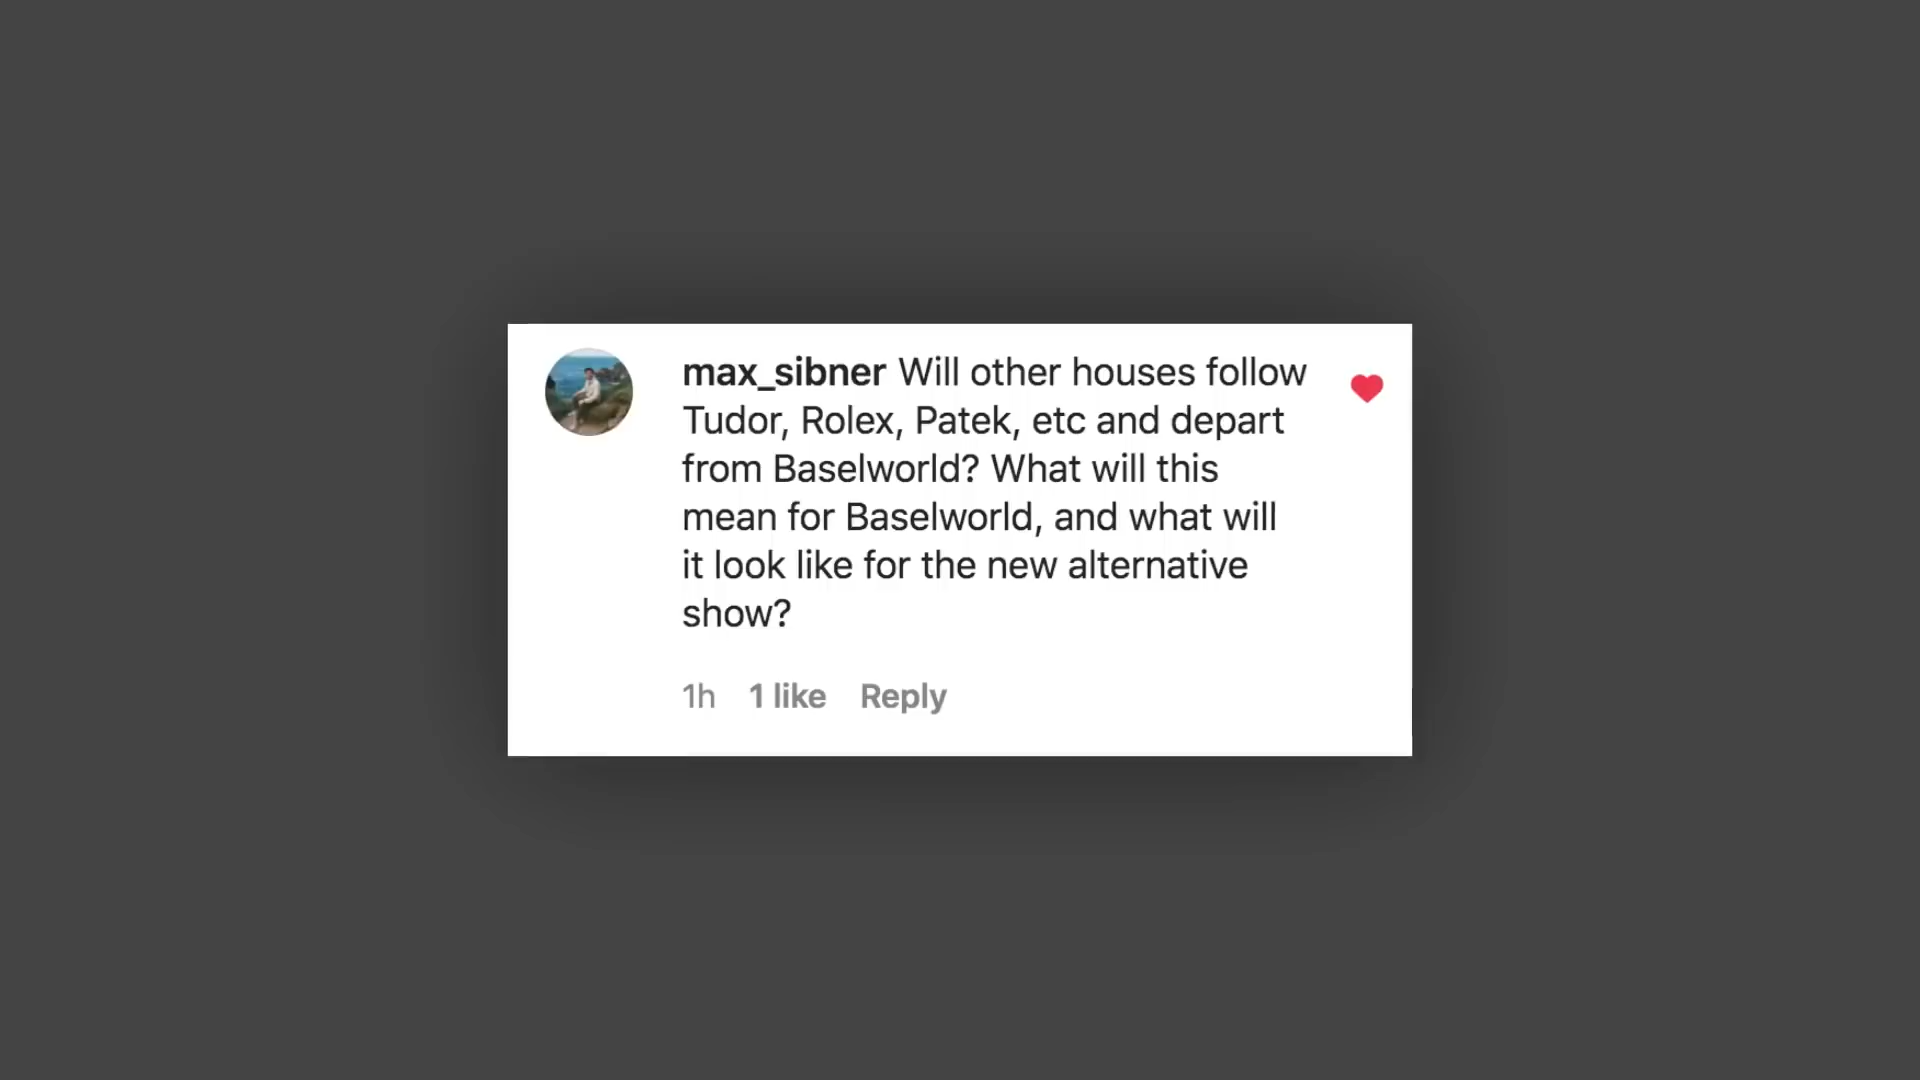 max_sibner Will other houses follow
Tudor, Rolex, Patek, etc and depart
from Baselworld? What will this
mean for Baselworld, and what will
it look like for the new alternative
show?
1h 1 like Reply